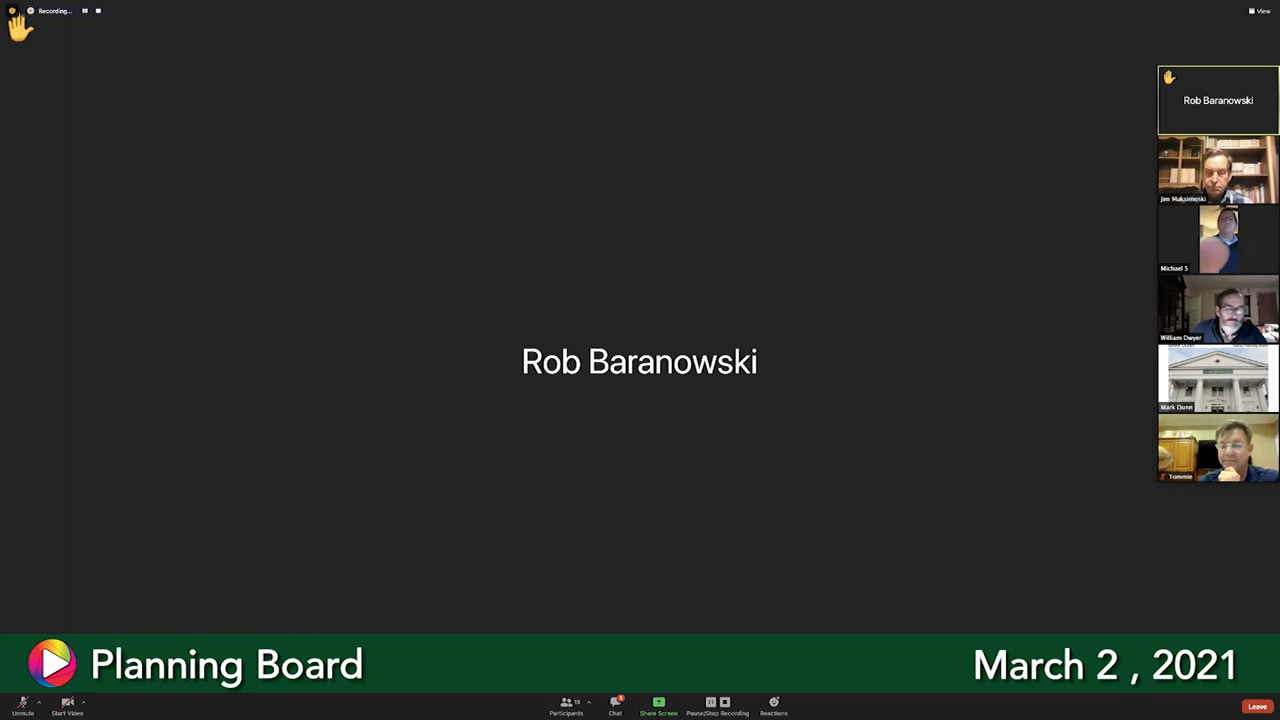 Recording...
View
Rob Baranowski
Jim Maksimoski
Michael S
William Dwyer
Mark Dunn
Tommie
Rob Baranowski
Planning Board
March 2 , 2021
Unmute
Start Video
Participants
19
Chat
Share Screen
Pause/Stop Recording
Reactions
Leave